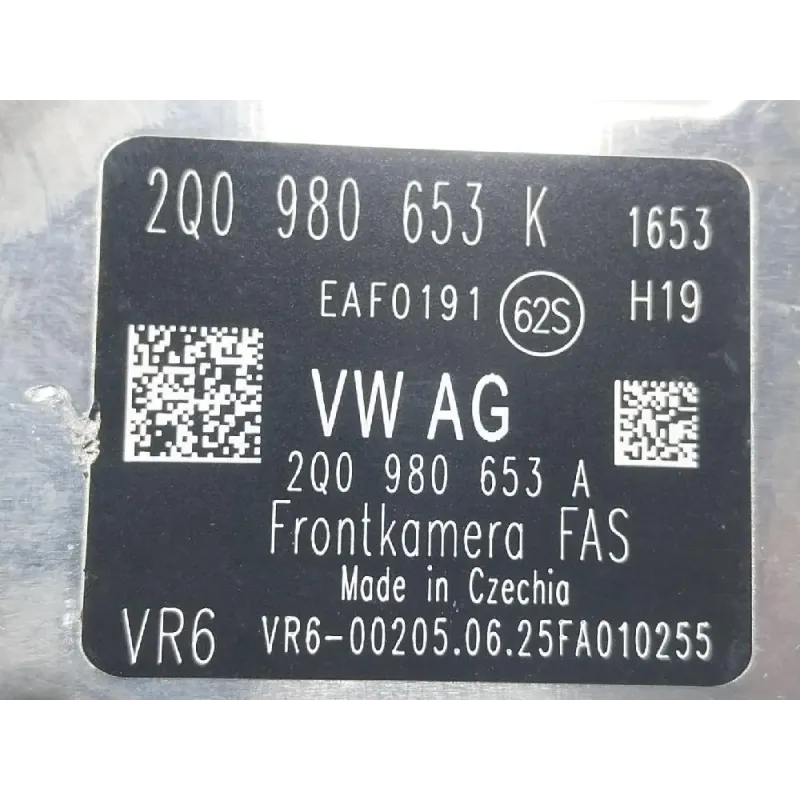 2Q0 980 653 K 1653
EAF0191 62S H19
VW AG
2Q0 980 653 A
Frontkamera FAS
Made in Czechia
VR6 VR6-00205.06.25FA010255